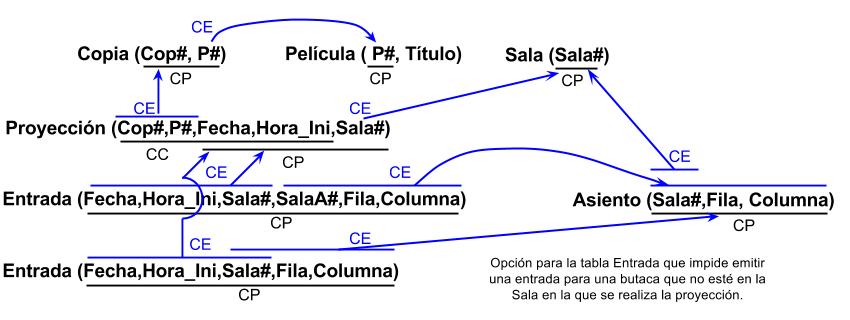 CE
Copia (Cop#, P#) Película ( P#, Título) Sala (Sala#)
CP CP CP
CE CE
Proyección (Cop#,P#,Fecha,Hora_Ini,Sala#)
CC CP
CE CE CE
Entrada (Fecha,Hora_Ini,Sala#,SalaA#,Fila,Columna) Asiento (Sala#,Fila, Columna)
CP CP
CE CE
Entrada (Fecha,Hora_Ini,Sala#,Fila,Columna)
CP
Opción para la tabla Entrada que impide emitir
una entrada para una butaca que no esté en la
Sala en la que se realiza la proyección.